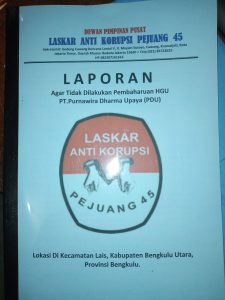 DEWAN PIMPINAN PUSAT
LASKAR ANTI KORUPSI PEJUANG 45
LAPORAN
Agar Tidak Dilakukan Pembaharuan HGU
PT.Purnawira Dharma Upaya (PDU)
LASKAR
ANTI KORUPSI
PEJUANG 45
Lokasi Di Kecamatan Lais, Kabupaten Bengkulu Utara,
Provinsi Bengkulu.